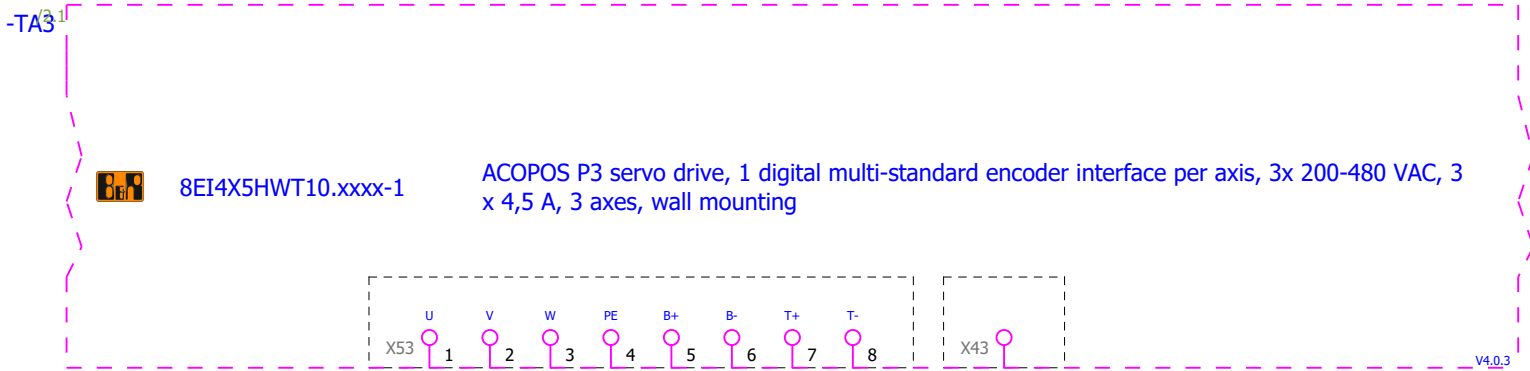 /2.1
-TA3
B&R
8EI4X5HWT10.xxxx-1
ACOPOS P3 servo drive, 1 digital multi-standard encoder interface per axis, 3x 200-480 VAC, 3
x 4,5 A, 3 axes, wall mounting
U V W PE B+ B- T+ T-
X53 1 2 3 4 5 6 7 8 X43
V4.0.3